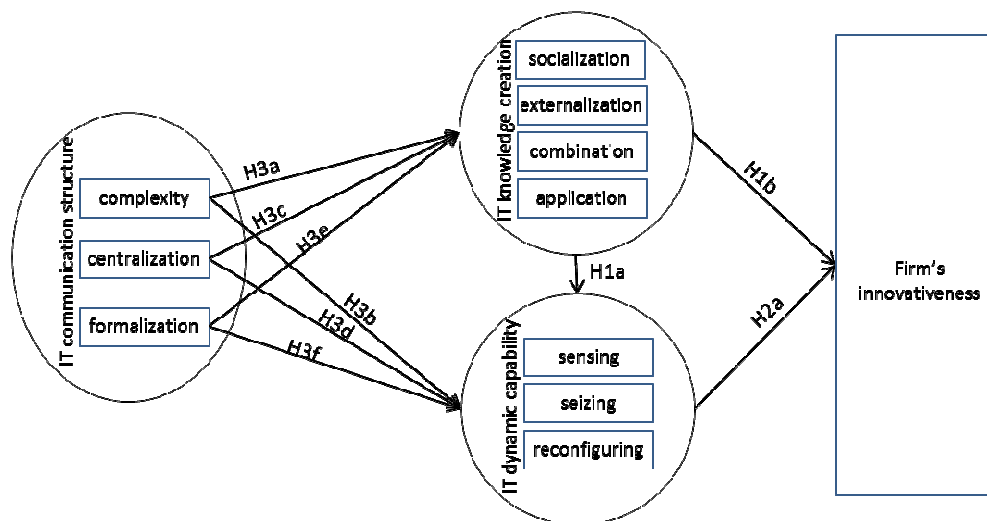 IT communication structure
complexity
centralization
formalization
H3a
H3c
H3e
H3b
H3d
H3f
IT knowledge creation
socialization
externalization
combination
application
H1a
IT dynamic capability
sensing
seizing
reconfiguring
H1b
H2a
Firm's
innovativeness